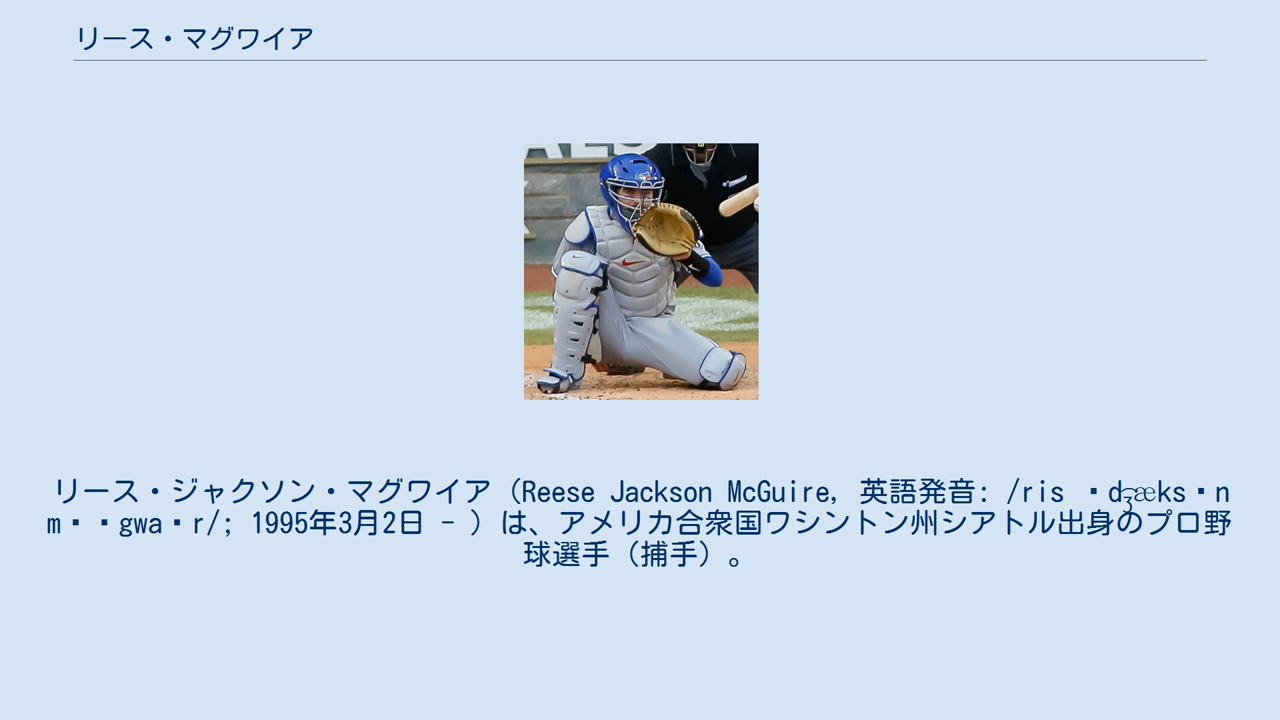 リース・マグワイア
リース・ジャクソン・マグワイア（Reese Jackson McGuire, 英語発音: /ris ▪dʒæks▪n
m▪▪gwa▪r/; 1995年3月2日 - ）は、アメリカ合衆国ワシントン州シアトル出身のプロ野
球選手（捕手）。